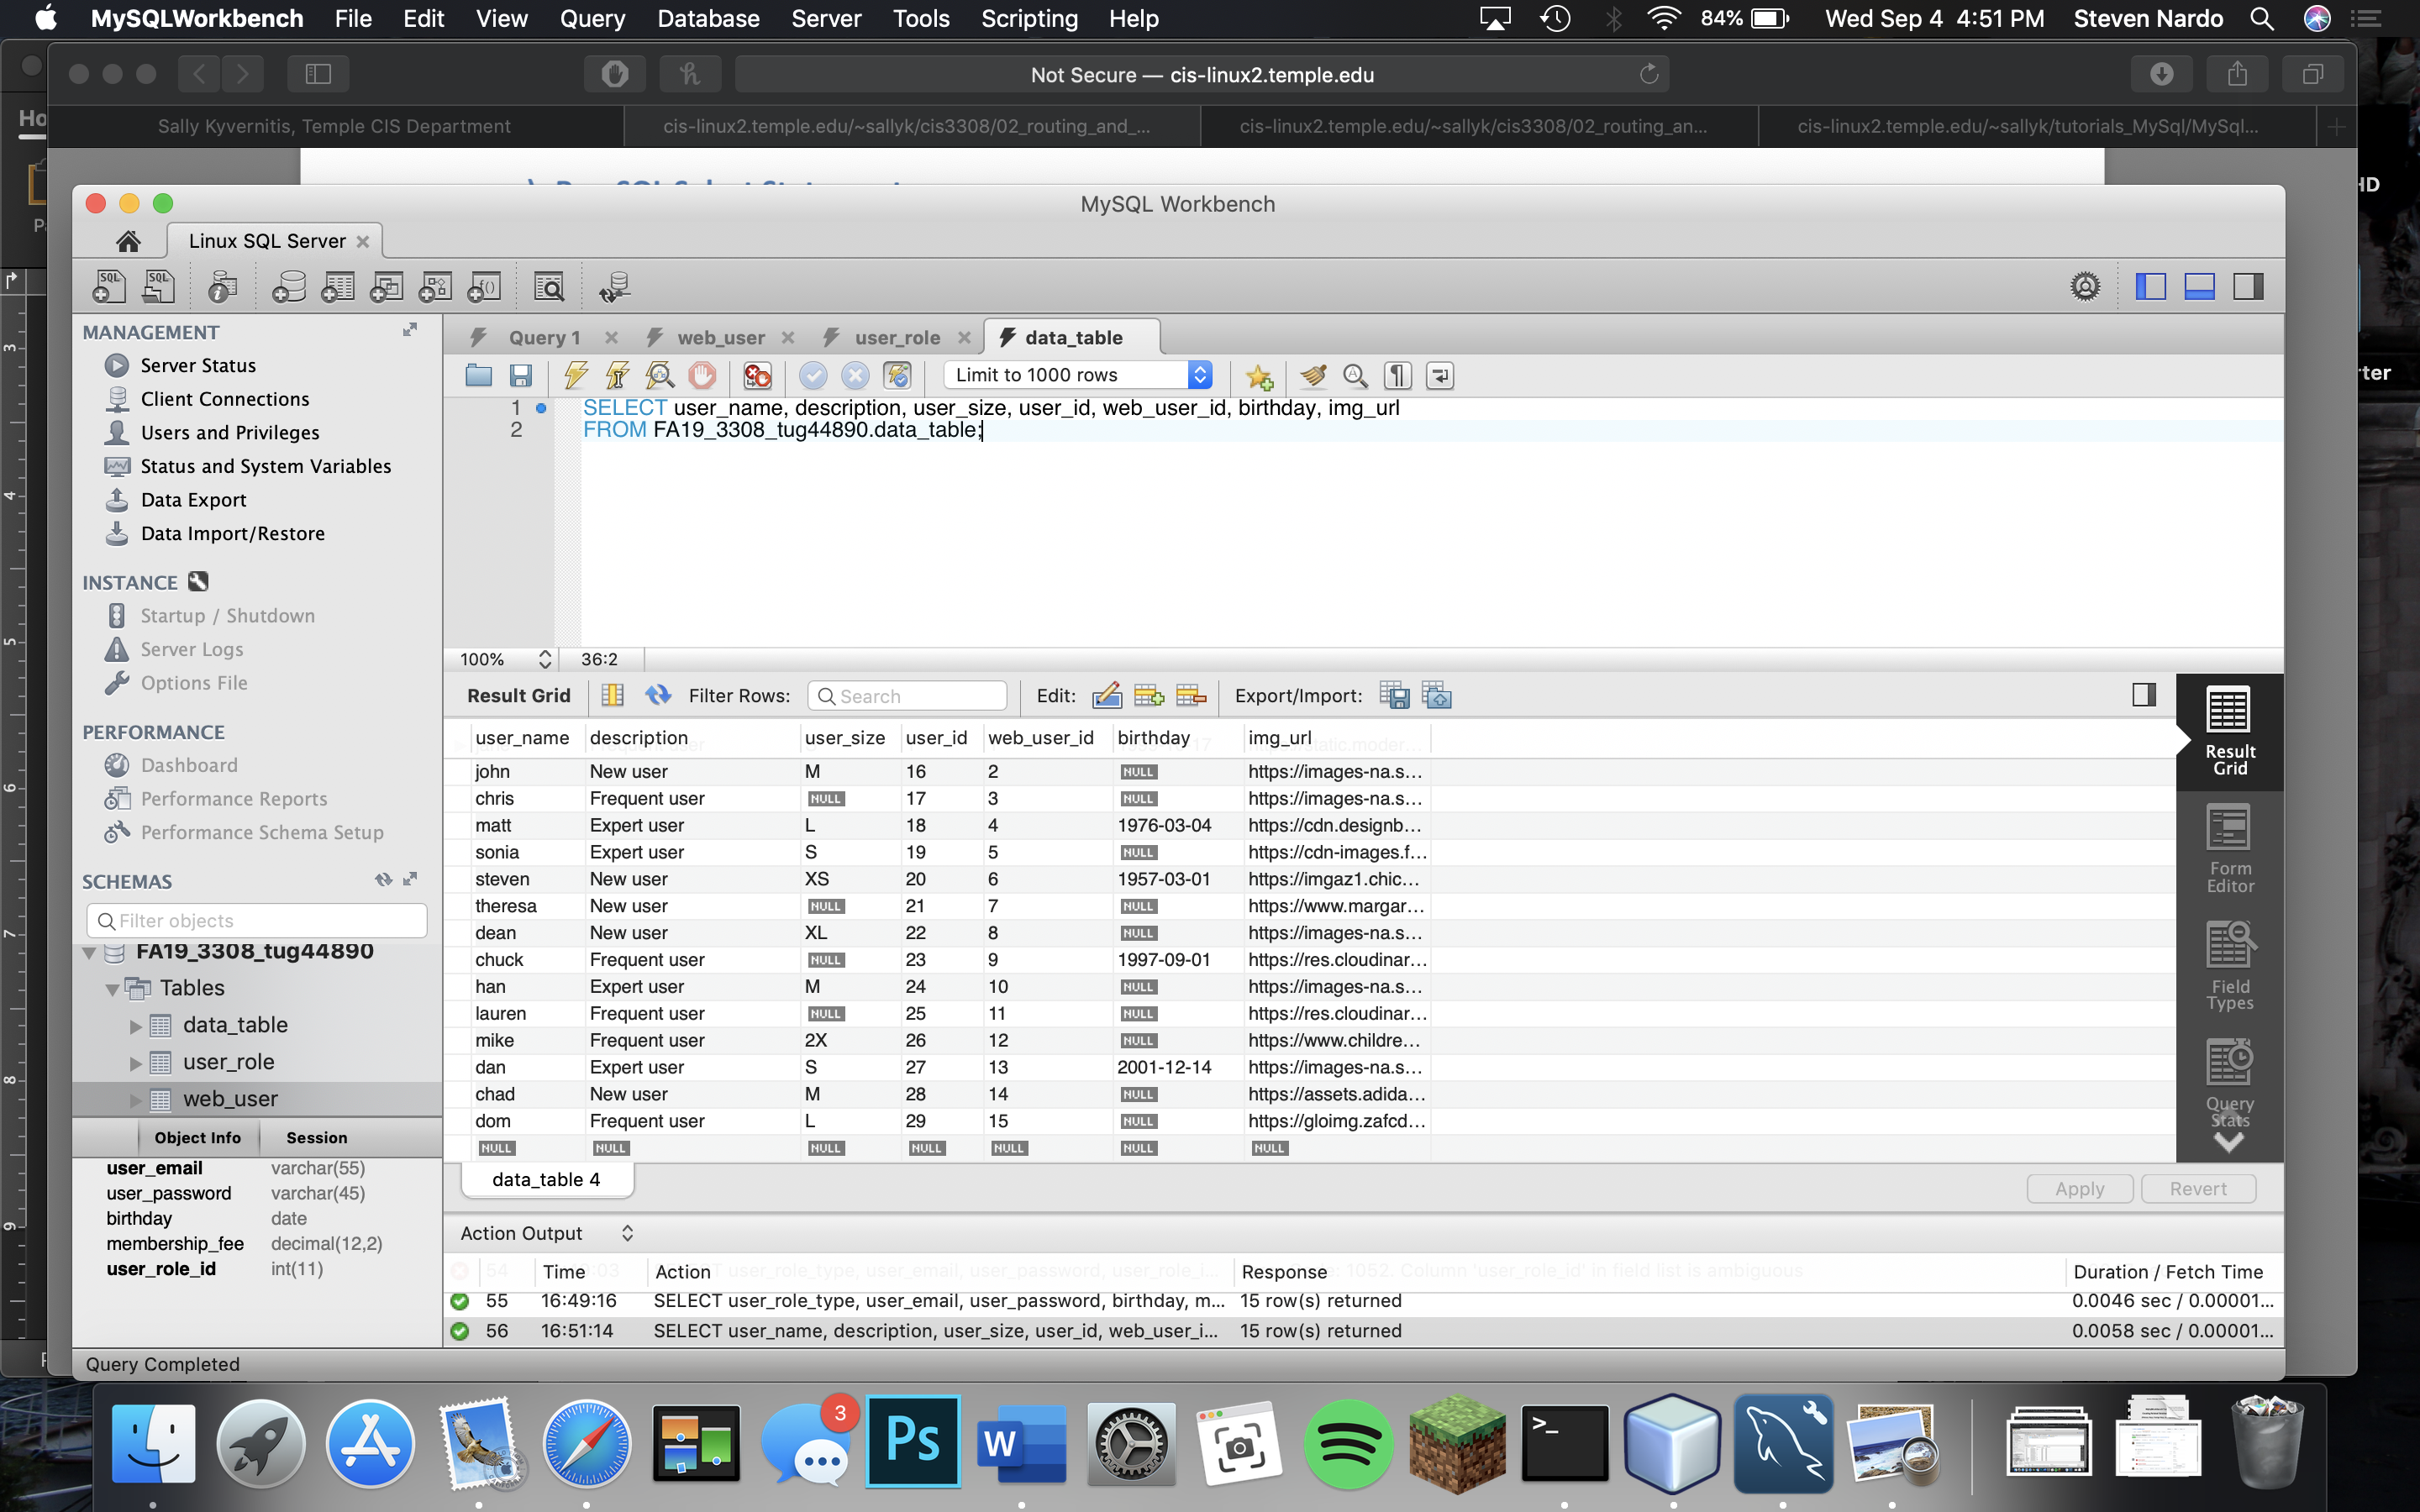 MySQLWorkbench File Edit View Query Database Server Tools Scripting Help 84% Wed Sep 4 4:51 PM Steven Nardo
Not Secure — cis-linux2.temple.edu
Sally Kyvernitis, Temple CIS Department cis-linux2.temple.edu/~sallyk/cis3308/02_routing_and_... cis-linux2.temple.edu/~sallyk/cis3308/02_routing_an... cis-linux2.temple.edu/~sallyk/tutorials_MySql/MySql...
MySQL Workbench
Linux SQL Server
MANAGEMENT
Server Status
Client Connections
Users and Privileges
Status and System Variables
Data Export
Data Import/Restore
INSTANCE
Startup / Shutdown
Server Logs
Options File
PERFORMANCE
Dashboard
Performance Reports
Performance Schema Setup
SCHEMAS
Filter objects
FA19_3308_tug44890
Tables
data_table
user_role
web_user
Object Info Session
user_email varchar(55)
user_password varchar(45)
birthday date
membership_fee decimal(12,2)
user_role_id int(11)
Query 1 web_user user_role data_table
Limit to 1000 rows
1 SELECT user_name, description, user_size, user_id, web_user_id, birthday, img_url
2 FROM FA19_3308_tug44890.data_table;
100% 36:2
Result Grid Filter Rows: Search Edit: Export/Import:
user_name description user_size user_id web_user_id birthday img_url
john New user M 16 2 NULL https://images-na.s...
chris Frequent user NULL 17 3 NULL https://images-na.s...
matt Expert user L 18 4 1976-03-04 https://cdn.designb...
sonia Expert user S 19 5 NULL https://cdn-images.f...
steven New user XS 20 6 1957-03-01 https://imgaz1.chic...
theresa New user NULL 21 7 NULL https://www.margar...
dean New user XL 22 8 NULL https://images-na.s...
chuck Frequent user NULL 23 9 1997-09-01 https://res.cloudinar...
han Expert user M 24 10 NULL https://images-na.s...
lauren Frequent user NULL 25 11 NULL https://res.cloudinar...
mike Frequent user 2X 26 12 NULL https://www.childre...
dan Expert user S 27 13 2001-12-14 https://images-na.s...
chad New user M 28 14 NULL https://assets.adida...
dom Frequent user L 29 15 NULL https://gloimg.zafcd...
NULL NULL NULL NULL NULL NULL NULL
Result Grid
Form Editor
Field Types
Query Stats
data_table 4
Apply Revert
Action Output
Time Action Response Duration / Fetch Time
55 16:49:16 SELECT user_role_type, user_email, user_password, birthday, m... 15 row(s) returned 0.0046 sec / 0.00001...
56 16:51:14 SELECT user_name, description, user_size, user_id, web_user_i... 15 row(s) returned 0.0058 sec / 0.00001...
Query Completed
3
Ps
W